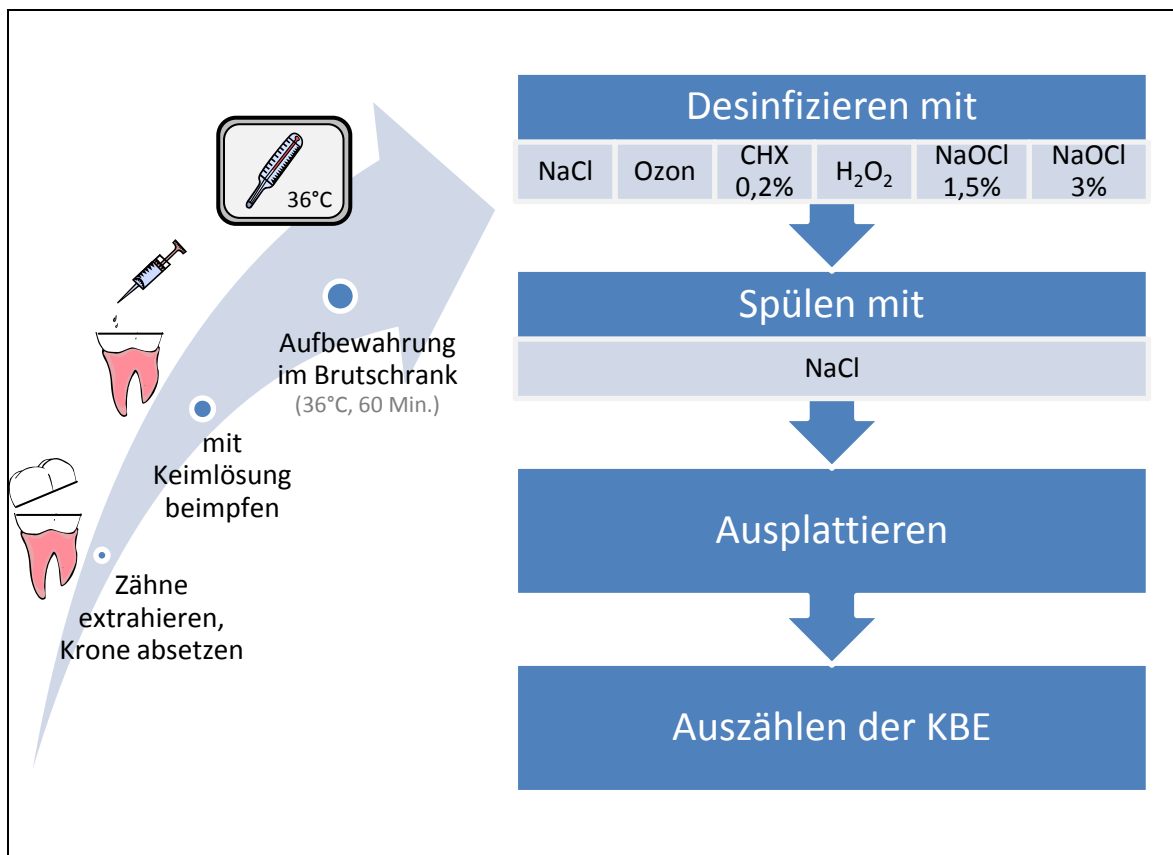 Zähne
extrahieren,
Krone absetzen
mit
Keimlösung
beimpfen
36°C
Aufbewahrung
im Brutschrank
(36°C, 60 Min.)
Desinfizieren mit
NaCl
Ozon
CHX
0,2%
H₂O₂
NaOCl
1,5%
NaOCl
3%
Spülen mit
NaCl
Ausplattieren
Auszählen der KBE